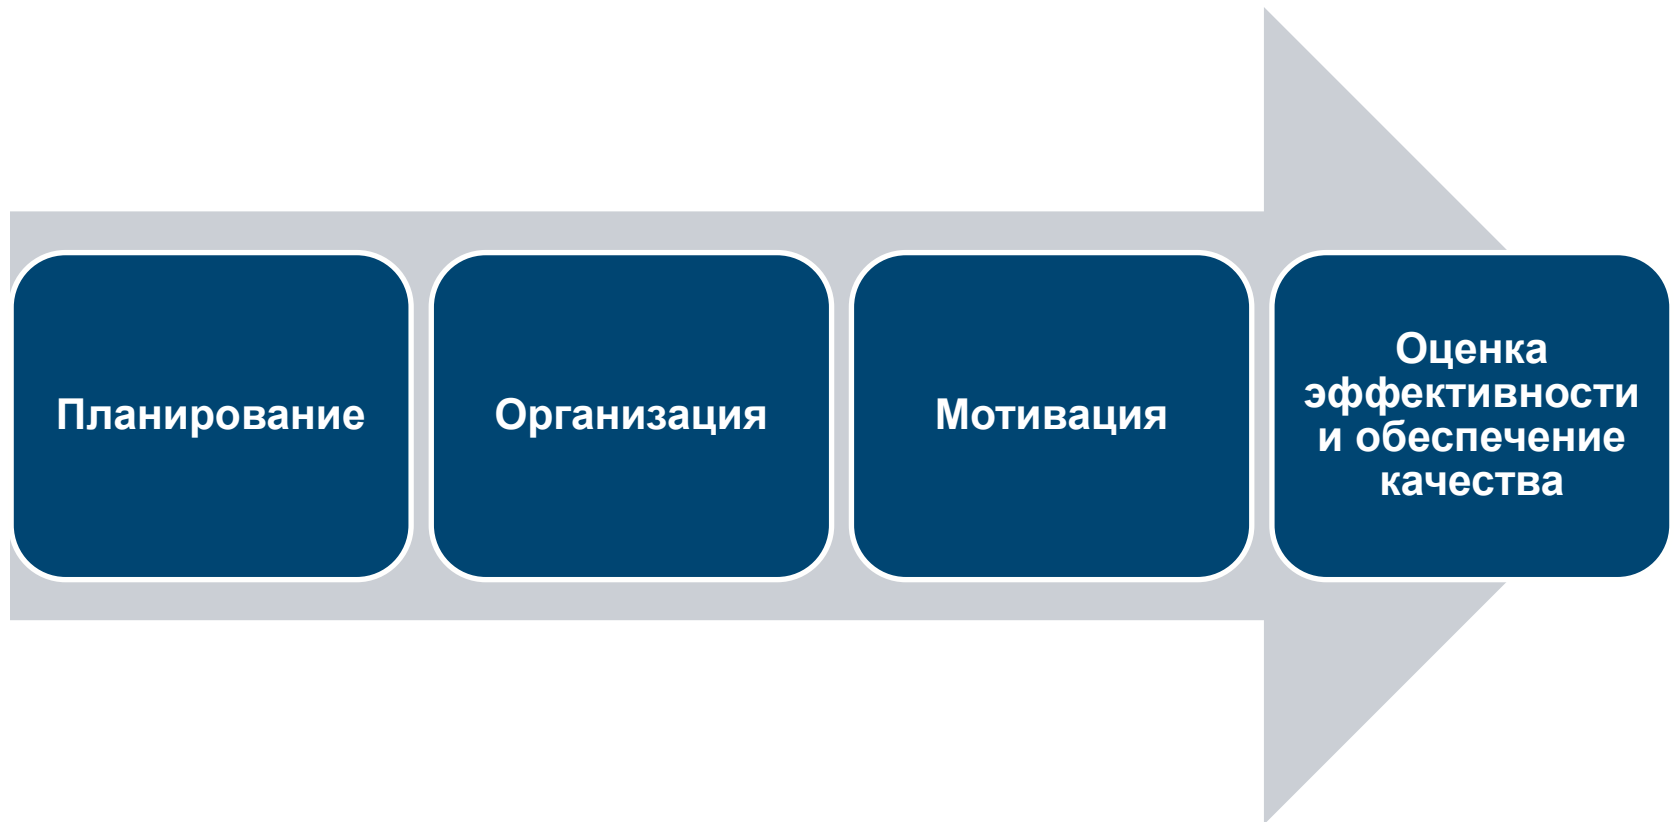 Планирование
Организация
Мотивация
Оценка
эффективности
и обеспечение
качества